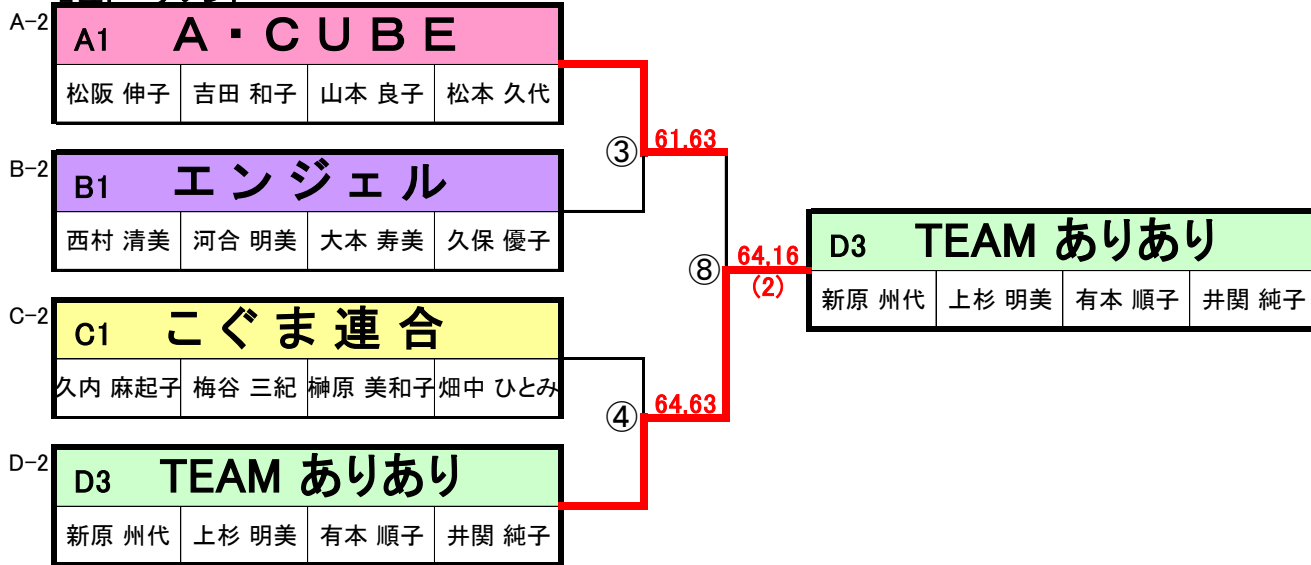 A-2
A1 A・CUBE
松阪 伸子 吉田 和子 山本 良子 松本 久代
③ 61,63
B-2
B1 エンジェル
西村 清美 河合 明美 大本 寿美 久保 優子
⑧ 64,16
(2)
D3 TEAM ありあり
新原 州代 上杉 明美 有本 順子 井関 純子
C-2
C1 こぐま連合
久内 麻起子 梅谷 三紀 榊原 美和子 畑中 ひとみ
④ 64,63
D-2
D3 TEAM ありあり
新原 州代 上杉 明美 有本 順子 井関 純子